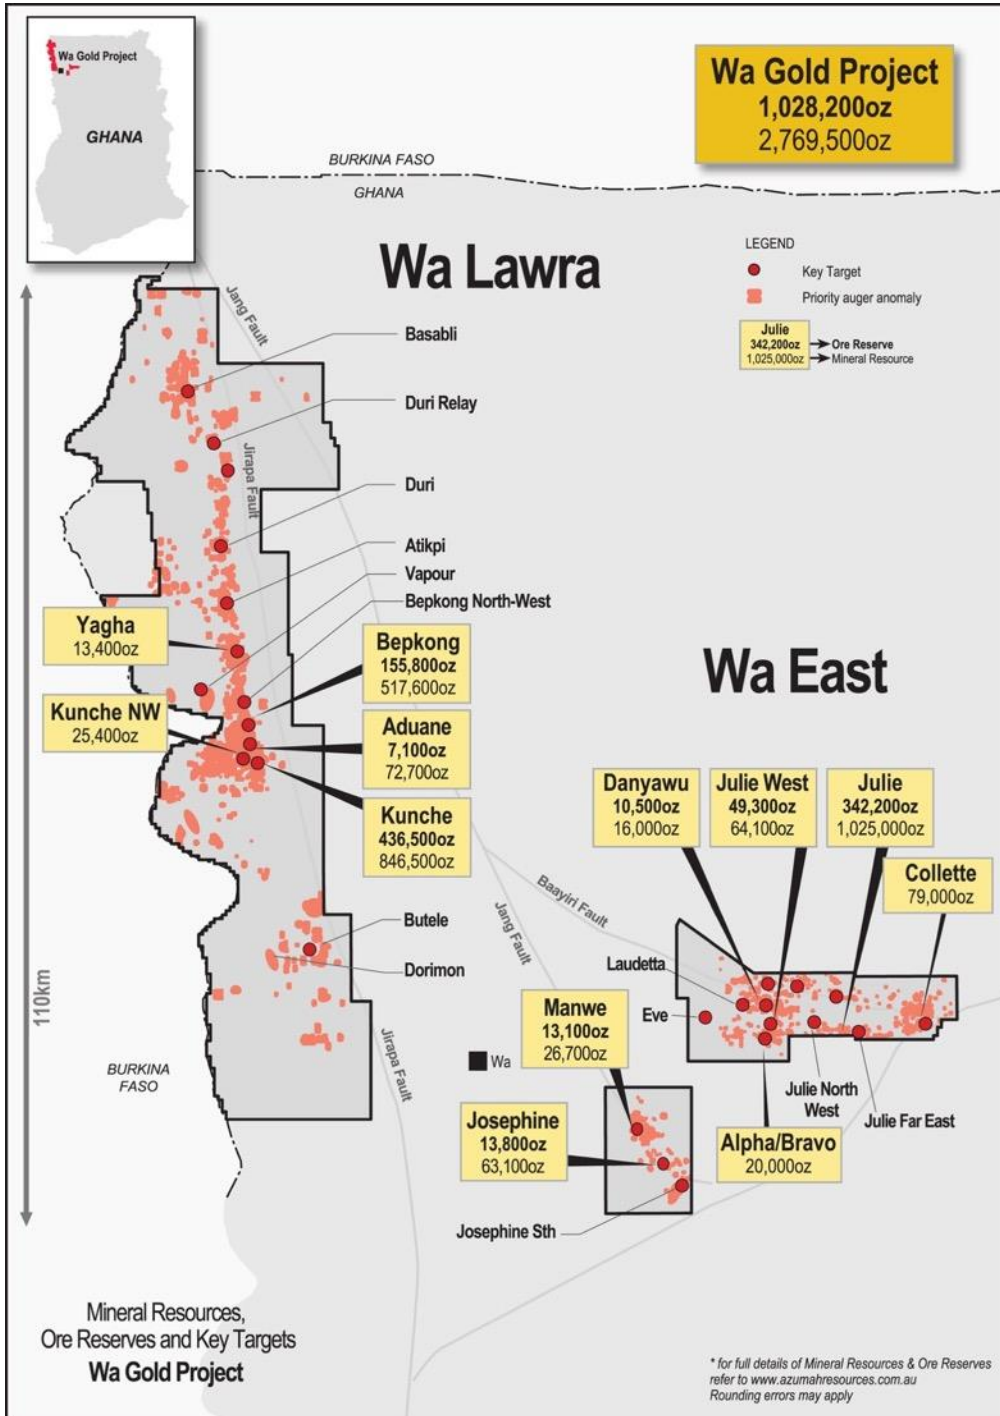 Wa Gold Project
GHANA
Wa Gold Project
1,028,200oz
2,769,500oz
BURKINA FASO
GHANA
Wa Lawra
LEGEND
Key Target
Priority auger anomaly
Julie
342,200oz
1,025,000oz
Ore Reserve
Mineral Resource
Jang Fault
Basabli
Duri Relay
Jirapa Fault
Duri
Atikpi
Vapour
Bepkong North-West
Yagha
13,400oz
Bepkong
155,800oz
517,600oz
Kunche NW
25,400oz
Aduane
7,100oz
72,700oz
Kunche
436,500oz
846,500oz
Wa East
Danyawu
10,500oz
16,000oz
Julie West
49,300oz
64,100oz
Julie
342,200oz
1,025,000oz
Collette
79,000oz
Baayiri Fault
Jang Fault
Butele
Dorimon
Laudetta
Eve
110km
Manwe
13,100oz
26,700oz
Wa
Jirapa Fault
BURKINA
FASO
Julie North
West
Julie Far East
Josephine
13,800oz
63,100oz
Alpha/Bravo
20,000oz
Josephine Sth
Mineral Resources,
Ore Reserves and Key Targets
Wa Gold Project
* for full details of Mineral Resources & Ore Reserves
refer to www.azumahresources.com.au
Rounding errors may apply